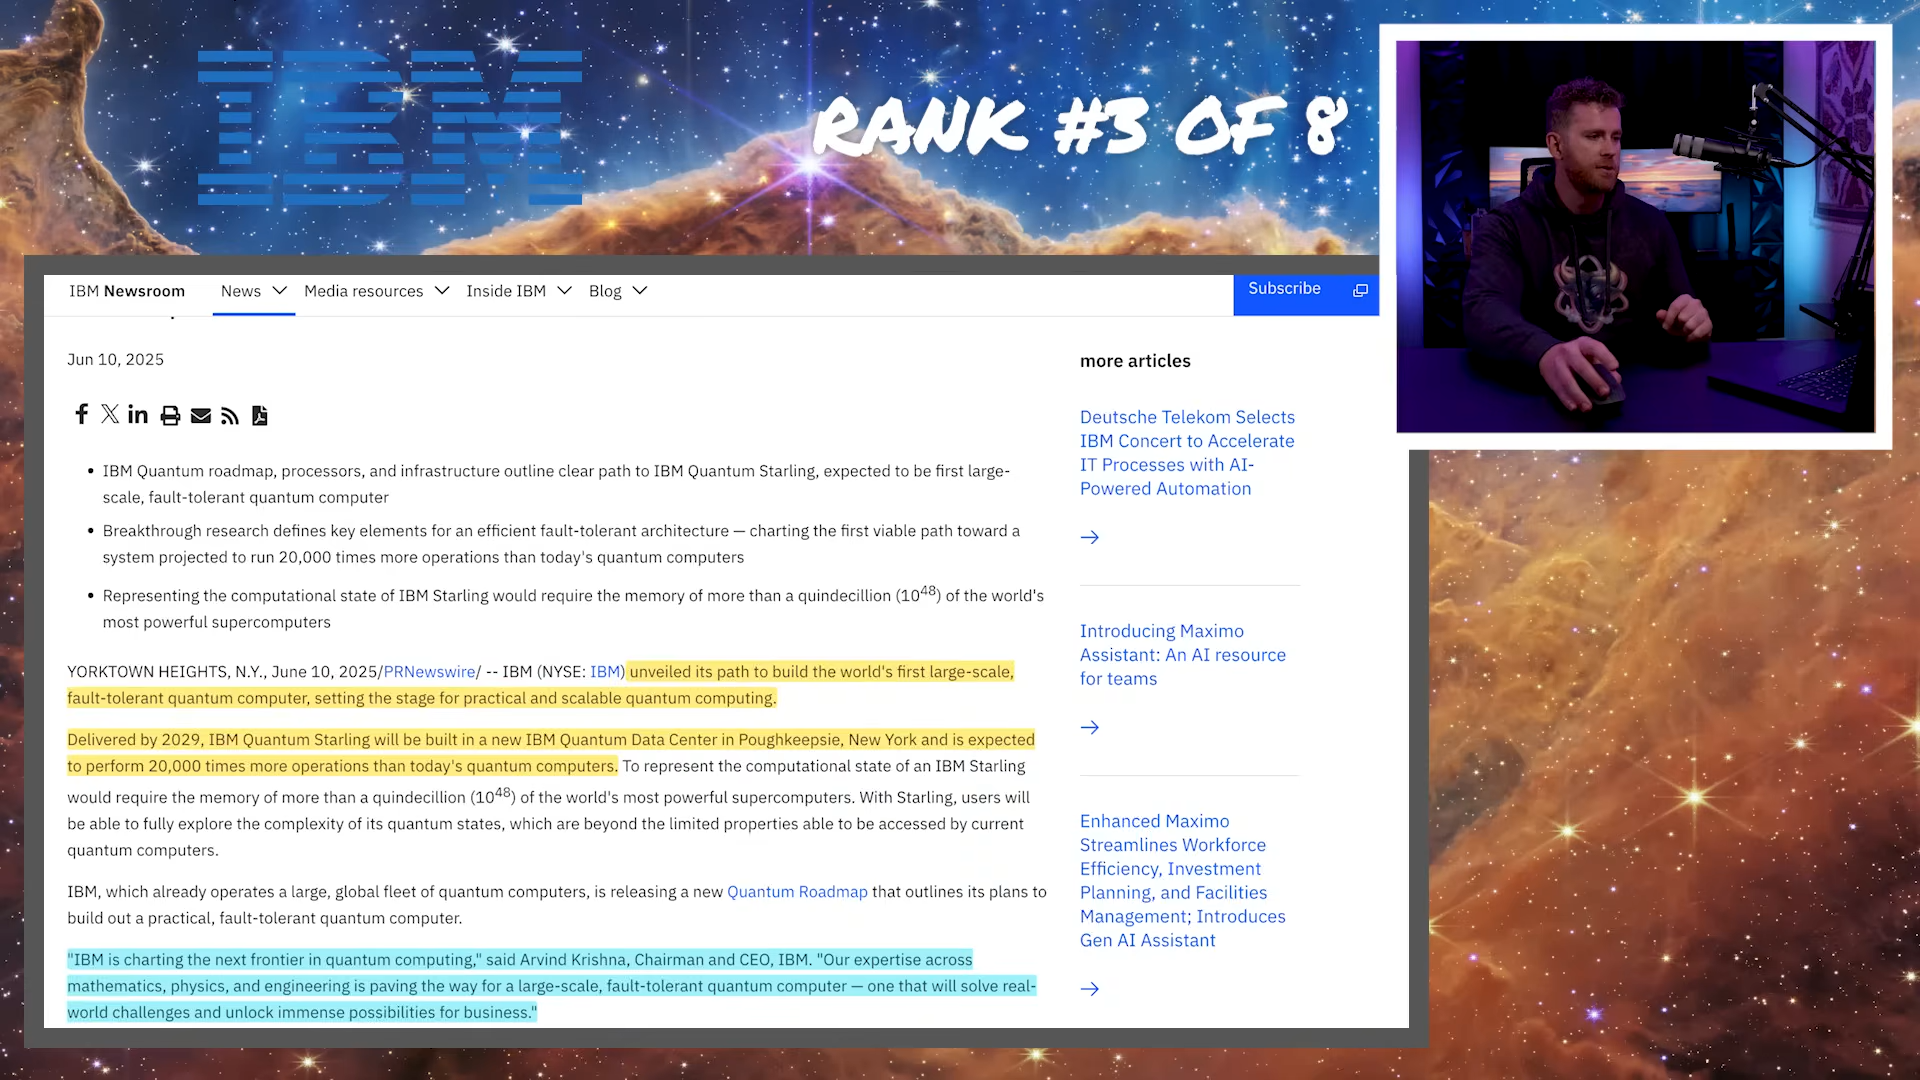 IBM
RANK #3 OF 8
IBM Newsroom
News
Media resources
Inside IBM
Blog
Subscribe
Jun 10, 2025
• IBM Quantum roadmap, processors, and infrastructure outline clear path to IBM Quantum Starling, expected to be first large-
scale, fault-tolerant quantum computer
• Breakthrough research defines key elements for an efficient fault-tolerant architecture — charting the first viable path toward a
system projected to run 20,000 times more operations than today's quantum computers
• Representing the computational state of IBM Starling would require the memory of more than a quindecillion (10⁴⁸) of the world's
most powerful supercomputers
YORKTOWN HEIGHTS, N.Y., June 10, 2025/PRNewswire/ -- IBM (NYSE: IBM) unveiled its path to build the world's first large-scale,
fault-tolerant quantum computer, setting the stage for practical and scalable quantum computing.
Delivered by 2029, IBM Quantum Starling will be built in a new IBM Quantum Data Center in Poughkeepsie, New York and is expected
to perform 20,000 times more operations than today's quantum computers. To represent the computational state of an IBM Starling
would require the memory of more than a quindecillion (10⁴⁸) of the world's most powerful supercomputers. With Starling, users will
be able to fully explore the complexity of its quantum states, which are beyond the limited properties able to be accessed by current
quantum computers.
IBM, which already operates a large, global fleet of quantum computers, is releasing a new Quantum Roadmap that outlines its plans to
build out a practical, fault-tolerant quantum computer.
"IBM is charting the next frontier in quantum computing," said Arvind Krishna, Chairman and CEO, IBM. "Our expertise across
mathematics, physics, and engineering is paving the way for a large-scale, fault-tolerant quantum computer — one that will solve real-
world challenges and unlock immense possibilities for business."
more articles
Deutsche Telekom Selects
IBM Concert to Accelerate
IT Processes with AI-
Powered Automation
Introducing Maximo
Assistant: An AI resource
for teams
Enhanced Maximo
Streamlines Workforce
Efficiency, Investment
Planning, and Facilities
Management; Introduces
Gen AI Assistant